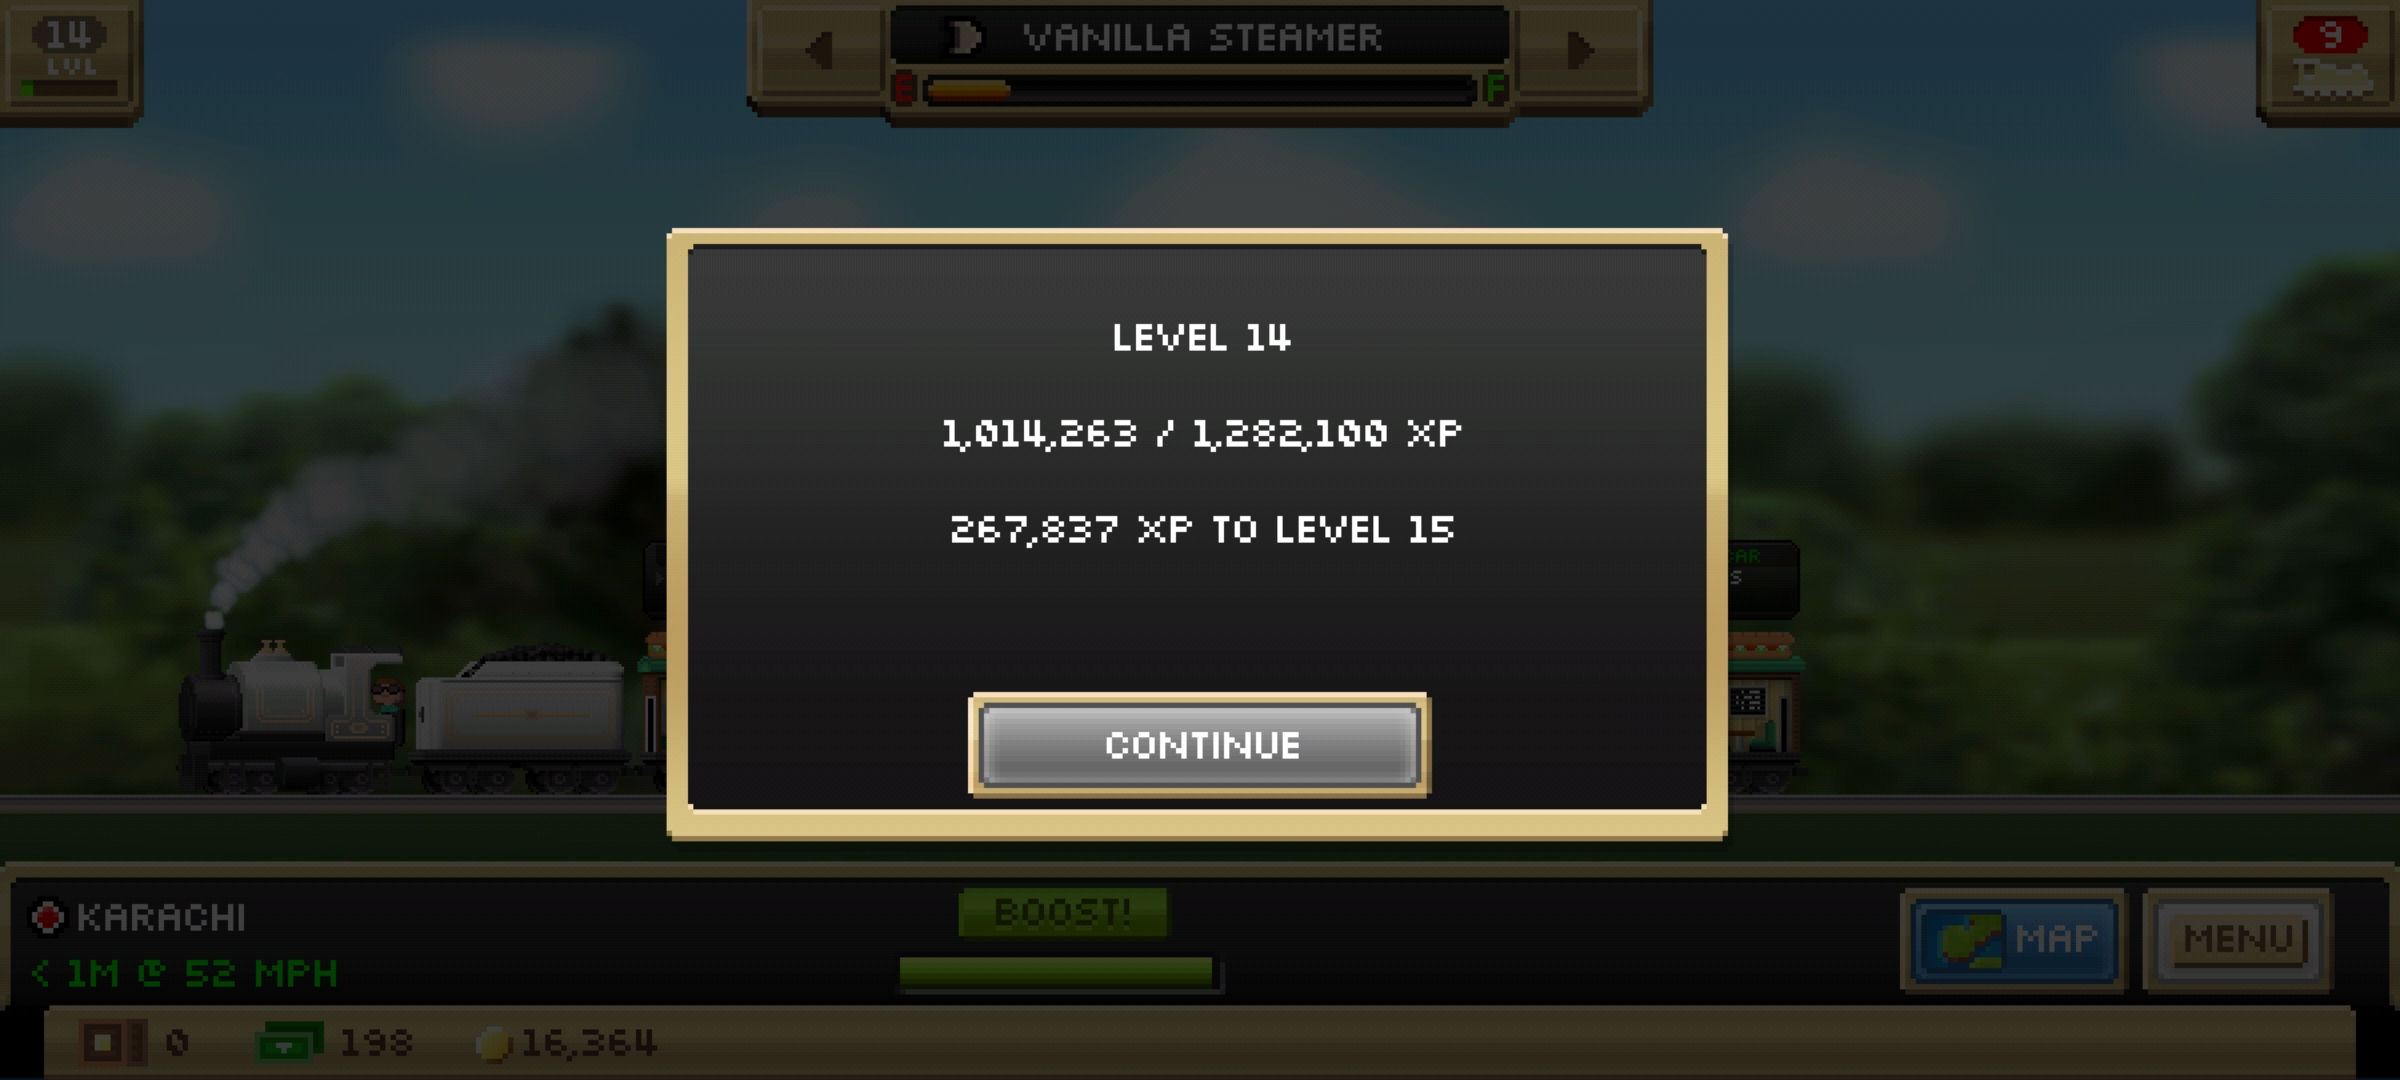 14
LVL
VANILLA STEAMER
E
F
9
LEVEL 14
1,014,263 / 1,282,100 XP
267,837 XP TO LEVEL 15
CONTINUE
KARACHI
< 1M @ 52 MPH
BOOST!
MAP
MENU
0
198
16,364